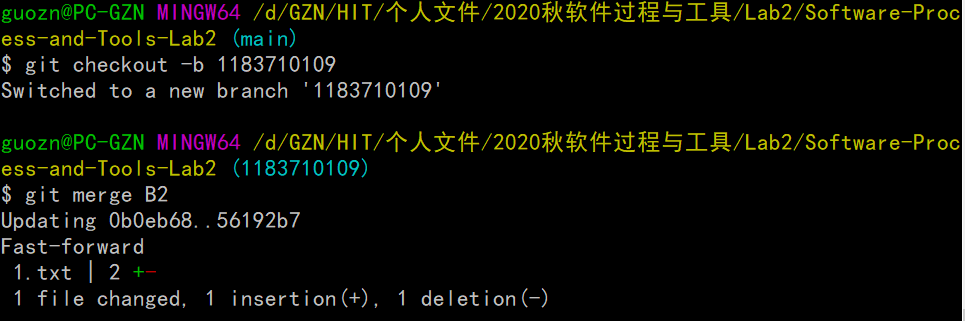 guozn@PC-GZN MINGW64 /d/GZN/HIT/个人文件/2020秋软件过程与工具/Lab2/Software-Proc
ess-and-Tools-Lab2 (main)
$ git checkout -b 1183710109
Switched to a new branch '1183710109'
guozn@PC-GZN MINGW64 /d/GZN/HIT/个人文件/2020秋软件过程与工具/Lab2/Software-Proc
ess-and-Tools-Lab2 (1183710109)
$ git merge B2
Updating 0b0eb68..56192b7
Fast-forward
 1.txt | 2 +-
 1 file changed, 1 insertion(+), 1 deletion(-)